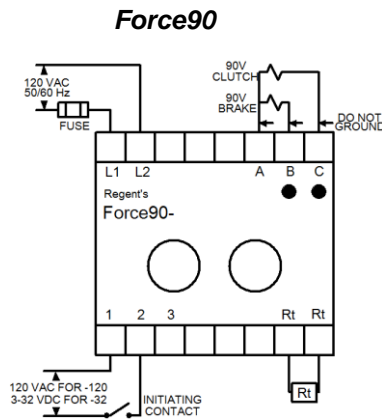 Force90
120 VAC
50/60 Hz
FUSE
90V
CLUTCH
90V
BRAKE
DO NOT
GROUND
L1 L2 A B C
Regent's
Force90-
1 2 3 Rt Rt
120 VAC FOR -120
3-32 VDC FOR -32
INITIATING
CONTACT
Rt